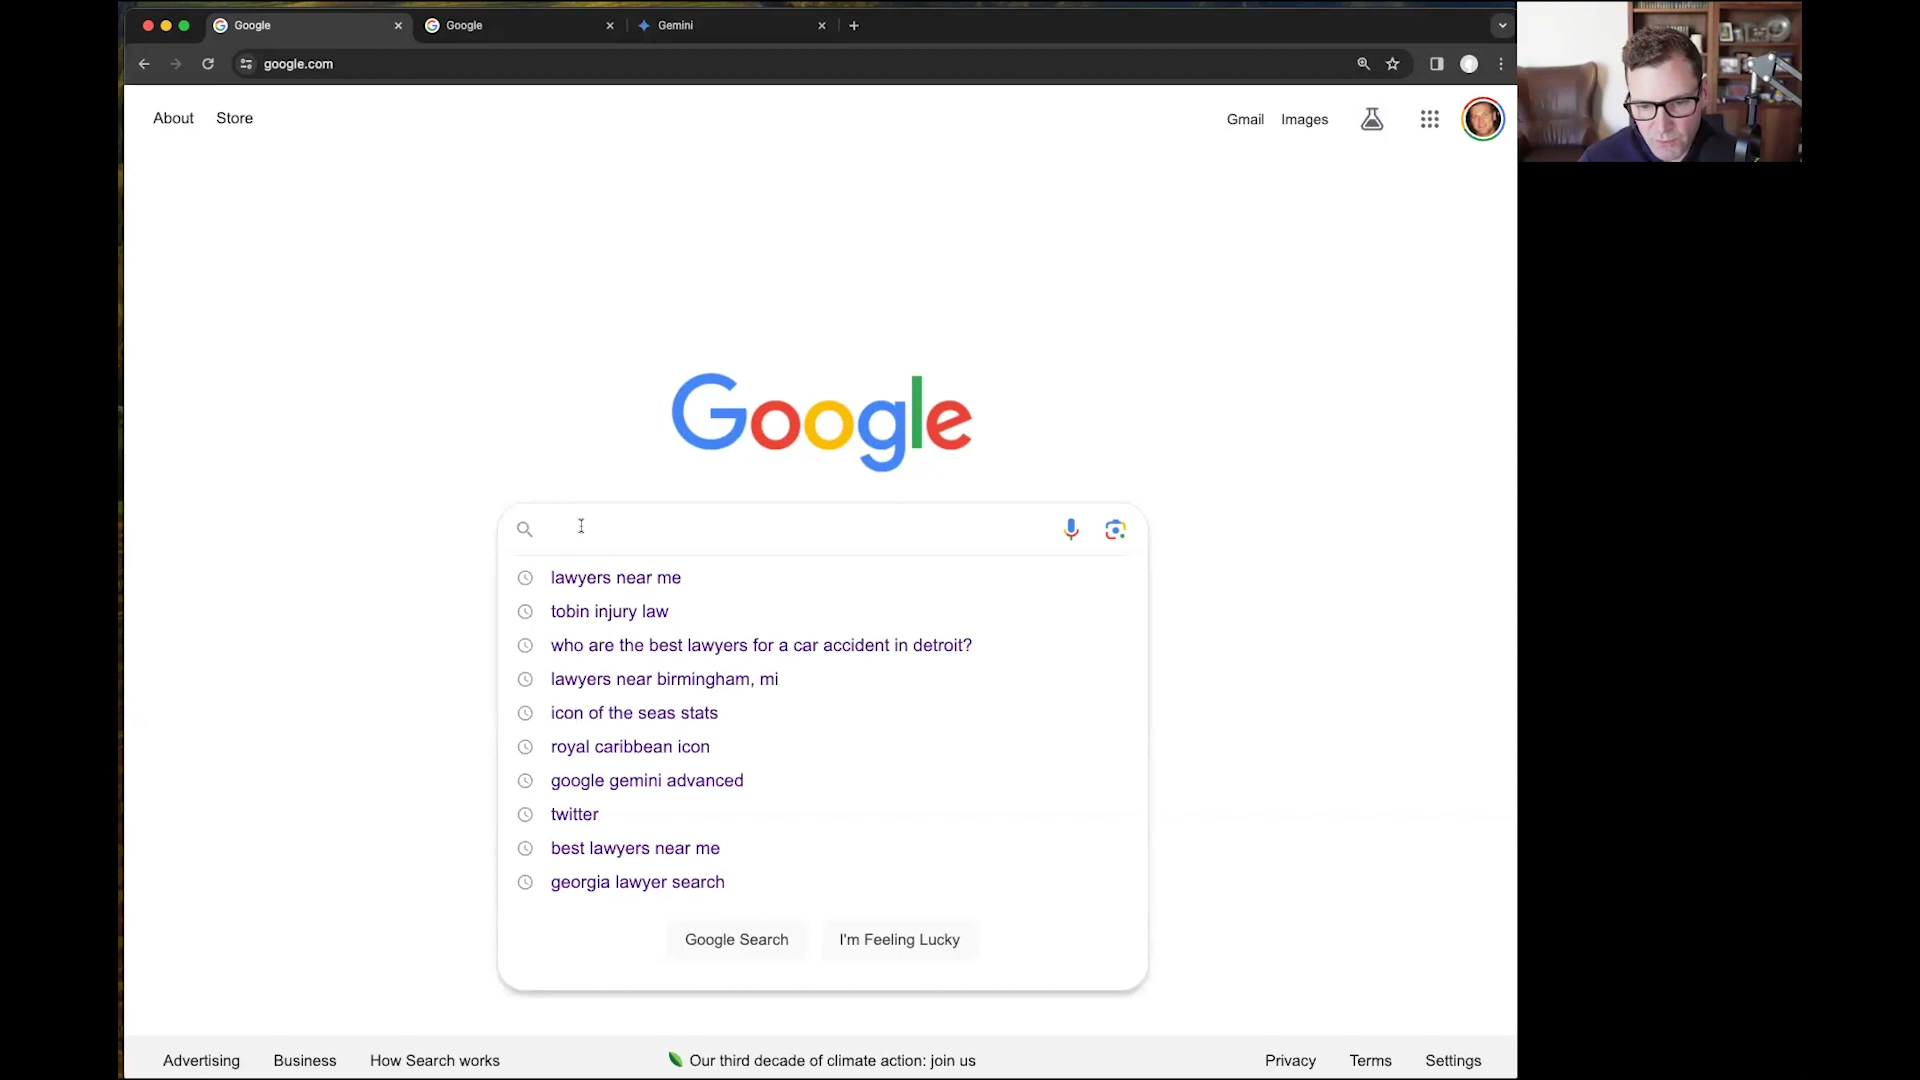 Google
Google
Gemini
google.com
About
Store
Gmail
Images
Google
lawyers near me
tobin injury law
who are the best lawyers for a car accident in detroit?
lawyers near birmingham, mi
icon of the seas stats
royal caribbean icon
google gemini advanced
twitter
best lawyers near me
georgia lawyer search
Google Search
I'm Feeling Lucky
Advertising
Business
How Search works
Our third decade of climate action: join us
Privacy
Terms
Settings